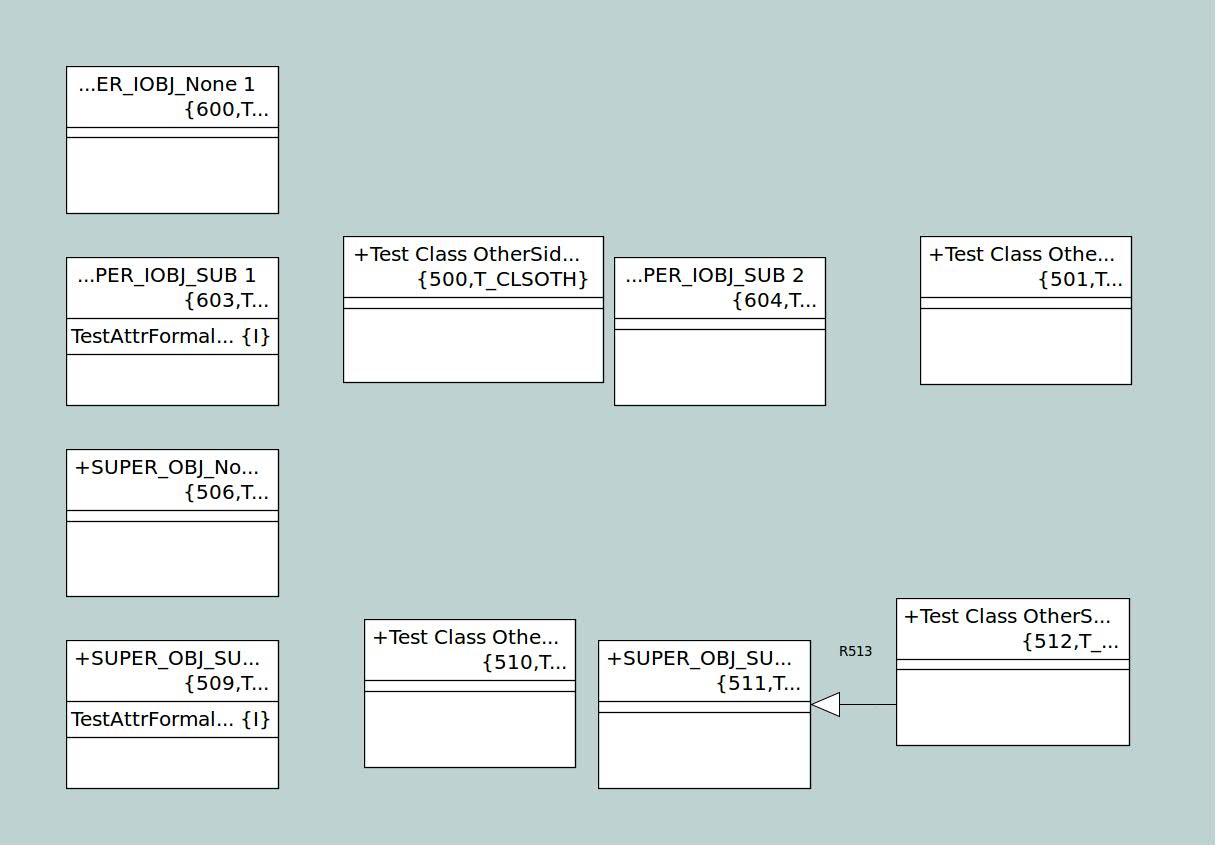 ...ER_IOBJ_None 1
{600,T...
...PER_IOBJ_SUB 1
{603,T...
TestAttrFormal... {I}
+Test Class OtherSid...
{500,T_CLSOTH}
...PER_IOBJ_SUB 2
{604,T...
+Test Class Othe...
{501,T...
+SUPER_OBJ_No...
{506,T...
+SUPER_OBJ_SU...
{509,T...
TestAttrFormal... {I}
+Test Class Othe...
{510,T...
+SUPER_OBJ_SU...
{511,T...
R513
+Test Class OtherS...
{512,T_...